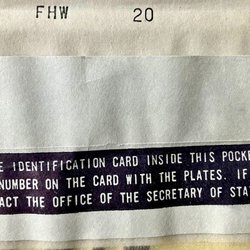 FHW 20
E IDENTIFICATION CARD INSIDE THIS POCKE
NUMBER ON THE CARD WITH THE PLATES. IF
ACT THE OFFICE OF THE SECRETARY OF STA